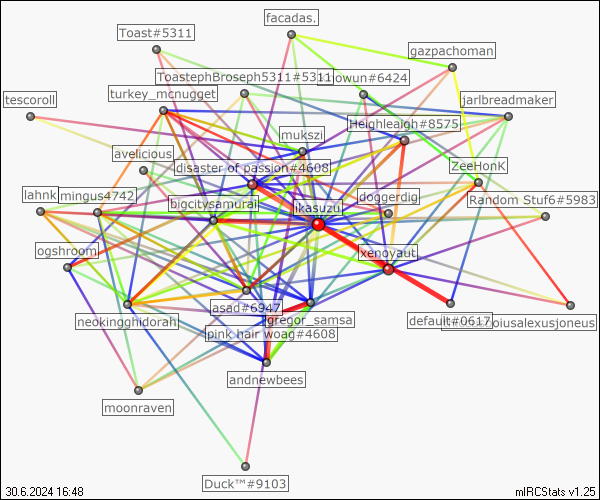 facadas.
Toast#5311
gazpachoman
ToastephBroseph5311#5311
howun#6424
tescoroll
turkey_mcnugget
jarlbreadmaker
Heighleaigh#8575
mukszi
avelicious
disaster of passion#4608
ZeeHonK
lahnk
mingus4742
bigcitysamurai
ikasuzu
doggerdig
Random Stuf6#5983
ogshroom
xenoyaut
asad#6947
gregor_samsa
neokingghidorah
pink hair woag#4608
default#0617
oiusalexusjoneus
andnewbees
moonraven
Duck™#9103
30.6.2024 16:48
mIRCStats v1.25